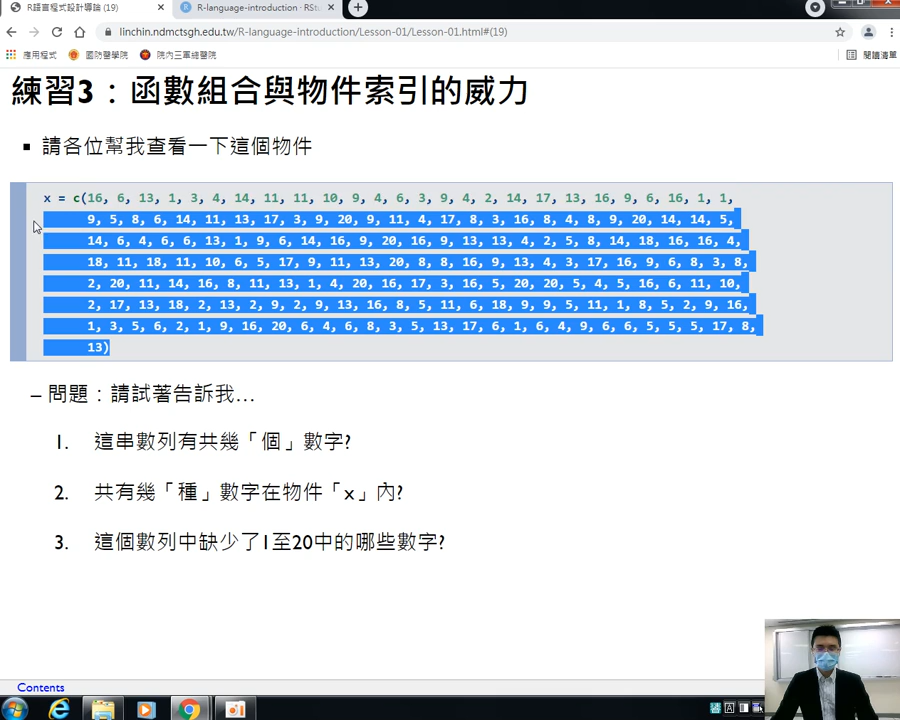 R語言程式設計導論 (19)
R-language-introduction · RSt
linchin.ndmctsgh.edu.tw/R-language-introduction/Lesson-01/Lesson-01.html#(19)
應用程式 國防醫學院 院內三軍總醫院 閱讀清單
練習3：函數組合與物件索引的威力
▪ 請各位幫我查看一下這個物件
x = c(16, 6, 13, 1, 3, 4, 14, 11, 11, 10, 9, 4, 6, 3, 9, 4, 2, 14, 17, 13, 16, 9, 6, 16, 1, 1,
9, 5, 8, 6, 14, 11, 13, 17, 3, 9, 20, 9, 11, 4, 17, 8, 3, 16, 8, 4, 8, 9, 20, 14, 14, 5,
14, 6, 4, 6, 6, 13, 1, 9, 6, 14, 16, 9, 20, 16, 9, 13, 13, 4, 2, 5, 8, 14, 18, 16, 16, 4,
18, 11, 18, 11, 10, 6, 5, 17, 9, 11, 13, 20, 8, 8, 16, 9, 13, 4, 3, 17, 16, 9, 6, 8, 3, 8,
2, 20, 11, 14, 16, 8, 11, 13, 1, 4, 20, 16, 17, 3, 16, 5, 20, 20, 5, 4, 5, 16, 6, 11, 10,
2, 17, 13, 18, 2, 13, 2, 9, 2, 9, 13, 16, 8, 5, 11, 6, 18, 9, 9, 5, 11, 1, 8, 5, 2, 9, 16,
1, 3, 5, 6, 2, 1, 9, 16, 20, 6, 4, 6, 8, 3, 5, 13, 17, 6, 1, 6, 4, 9, 6, 6, 5, 5, 5, 17, 8,
13)
– 問題：請試著告訴我…
1. 這串數列有共幾「個」數字?
2. 共有幾「種」數字在物件「x」內?
3. 這個數列中缺少了1至20中的哪些數字?
Contents